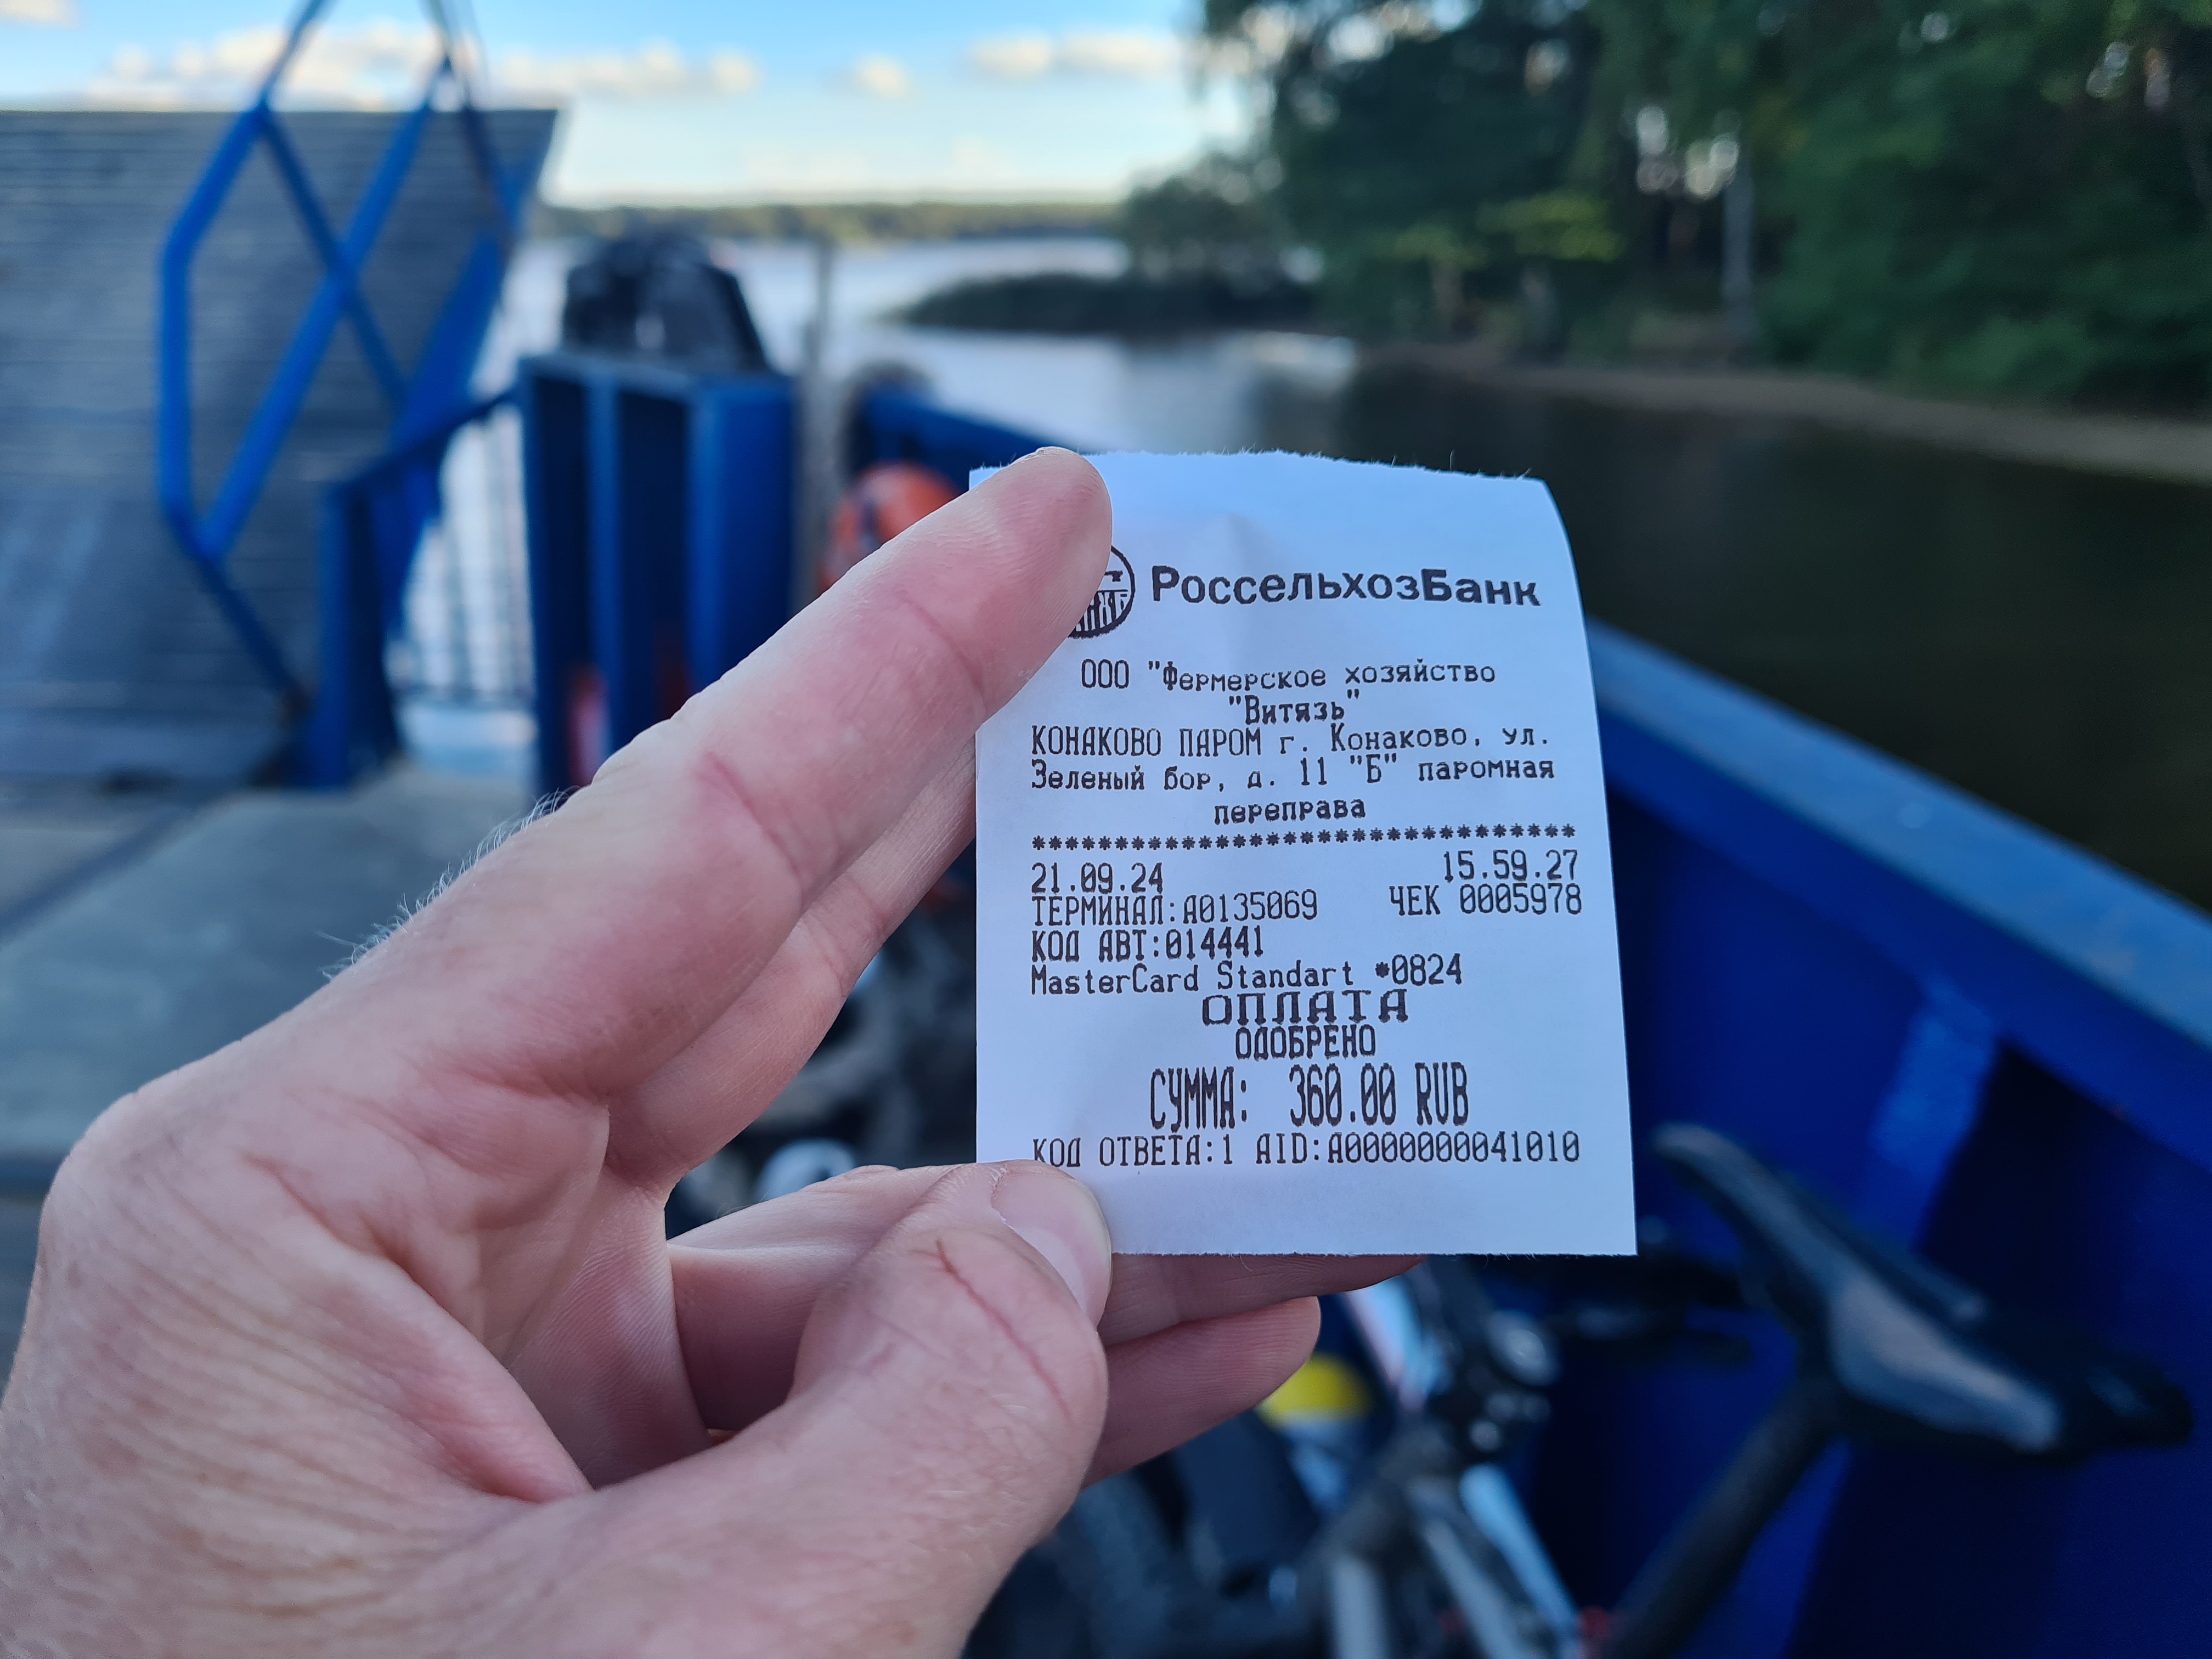 РоссельхозБанк
ООО "Фермерское хозяйство
"Витязь"
КОНАКОВО ПАРОМ г. Конаково, ул.
Зеленый бор, д. 11 "Б" паромная
переправа
********************************
21.09.24 15.59.27
ТЕРМИНАЛ:A0135069 ЧЕК 0005978
КОД АВТ:014441
MasterCard Standart *0824
ОПЛАТА
ОДОБРЕНО
СУММА: 360.00 RUB
КОД ОТВЕТА:1 AID:A0000000041010